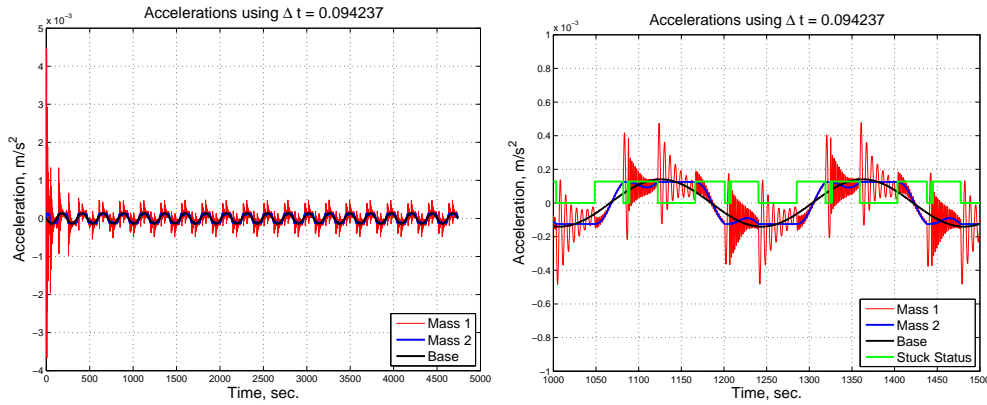 Accelerations using Δ t = 0.094237
x 10⁻³
5
4
3
2
1
0
−1
−2
−3
−4
Acceleration, m/s²
0 500 1000 1500 2000 2500 3000 3500 4000 4500 5000
Time, sec.
Mass 1
Mass 2
Base
Accelerations using Δ t = 0.094237
x 10⁻³
1
0.8
0.6
0.4
0.2
0
−0.2
−0.4
−0.6
−0.8
−1
Acceleration, m/s²
1000 1050 1100 1150 1200 1250 1300 1350 1400 1450 1500
Time, sec.
Mass 1
Mass 2
Base
Stuck Status